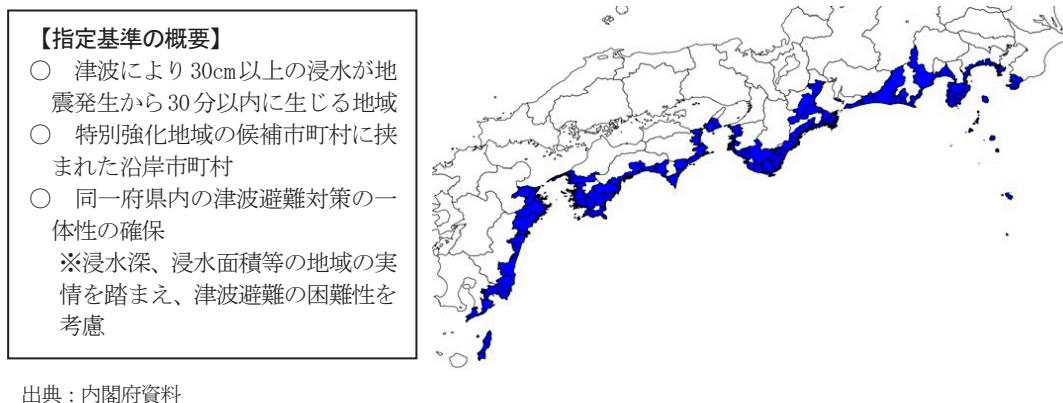 【指定基準の概要】
○ 津波により30cm以上の浸水が地
震発生から30分以内に生じる地域
○ 特別強化地域の候補市町村に挟
まれた沿岸市町村
○ 同一府県内の津波避難対策の一
体性の確保
※浸水深、浸水面積等の地域の実
情を踏まえ、津波避難の困難性を
考慮
出典：内閣府資料